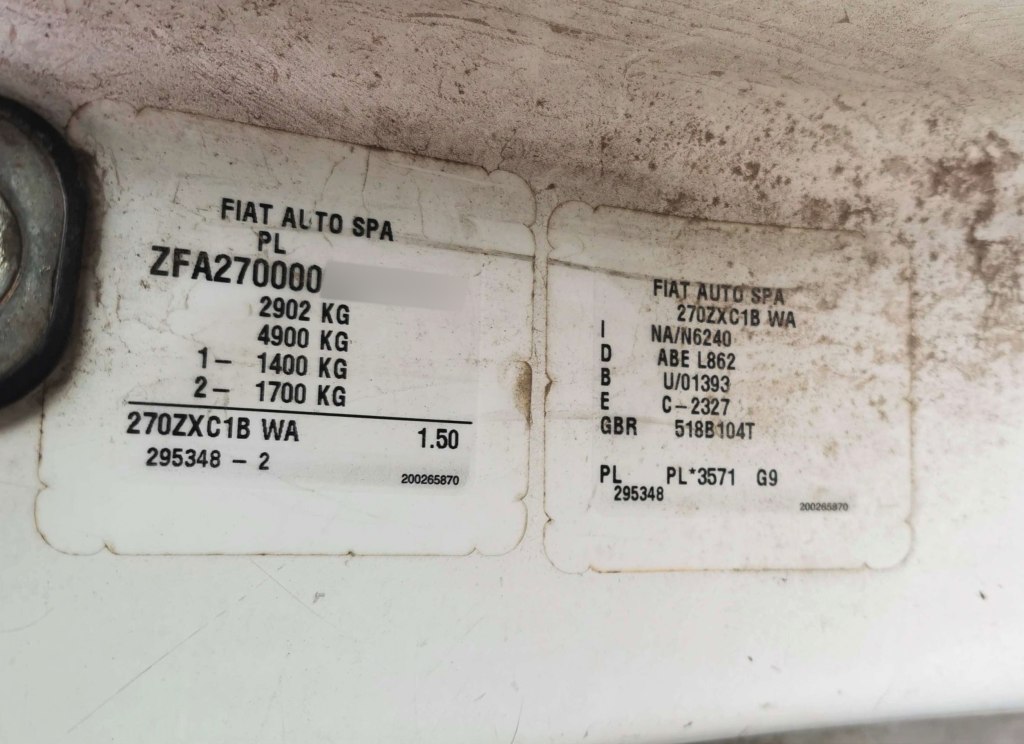 FIAT AUTO SPA
PL
ZFA270000
2902 KG
4900 KG
1- 1400 KG
2- 1700 KG
270ZXC1B WA 1.50
295348 - 2
200265870
FIAT AUTO SPA
270ZXC1B WA
I NA/N6240
D ABE L862
B U/01393
E C-2327
GBR 518B104T
PL PL*3571 G9
295348
200265870